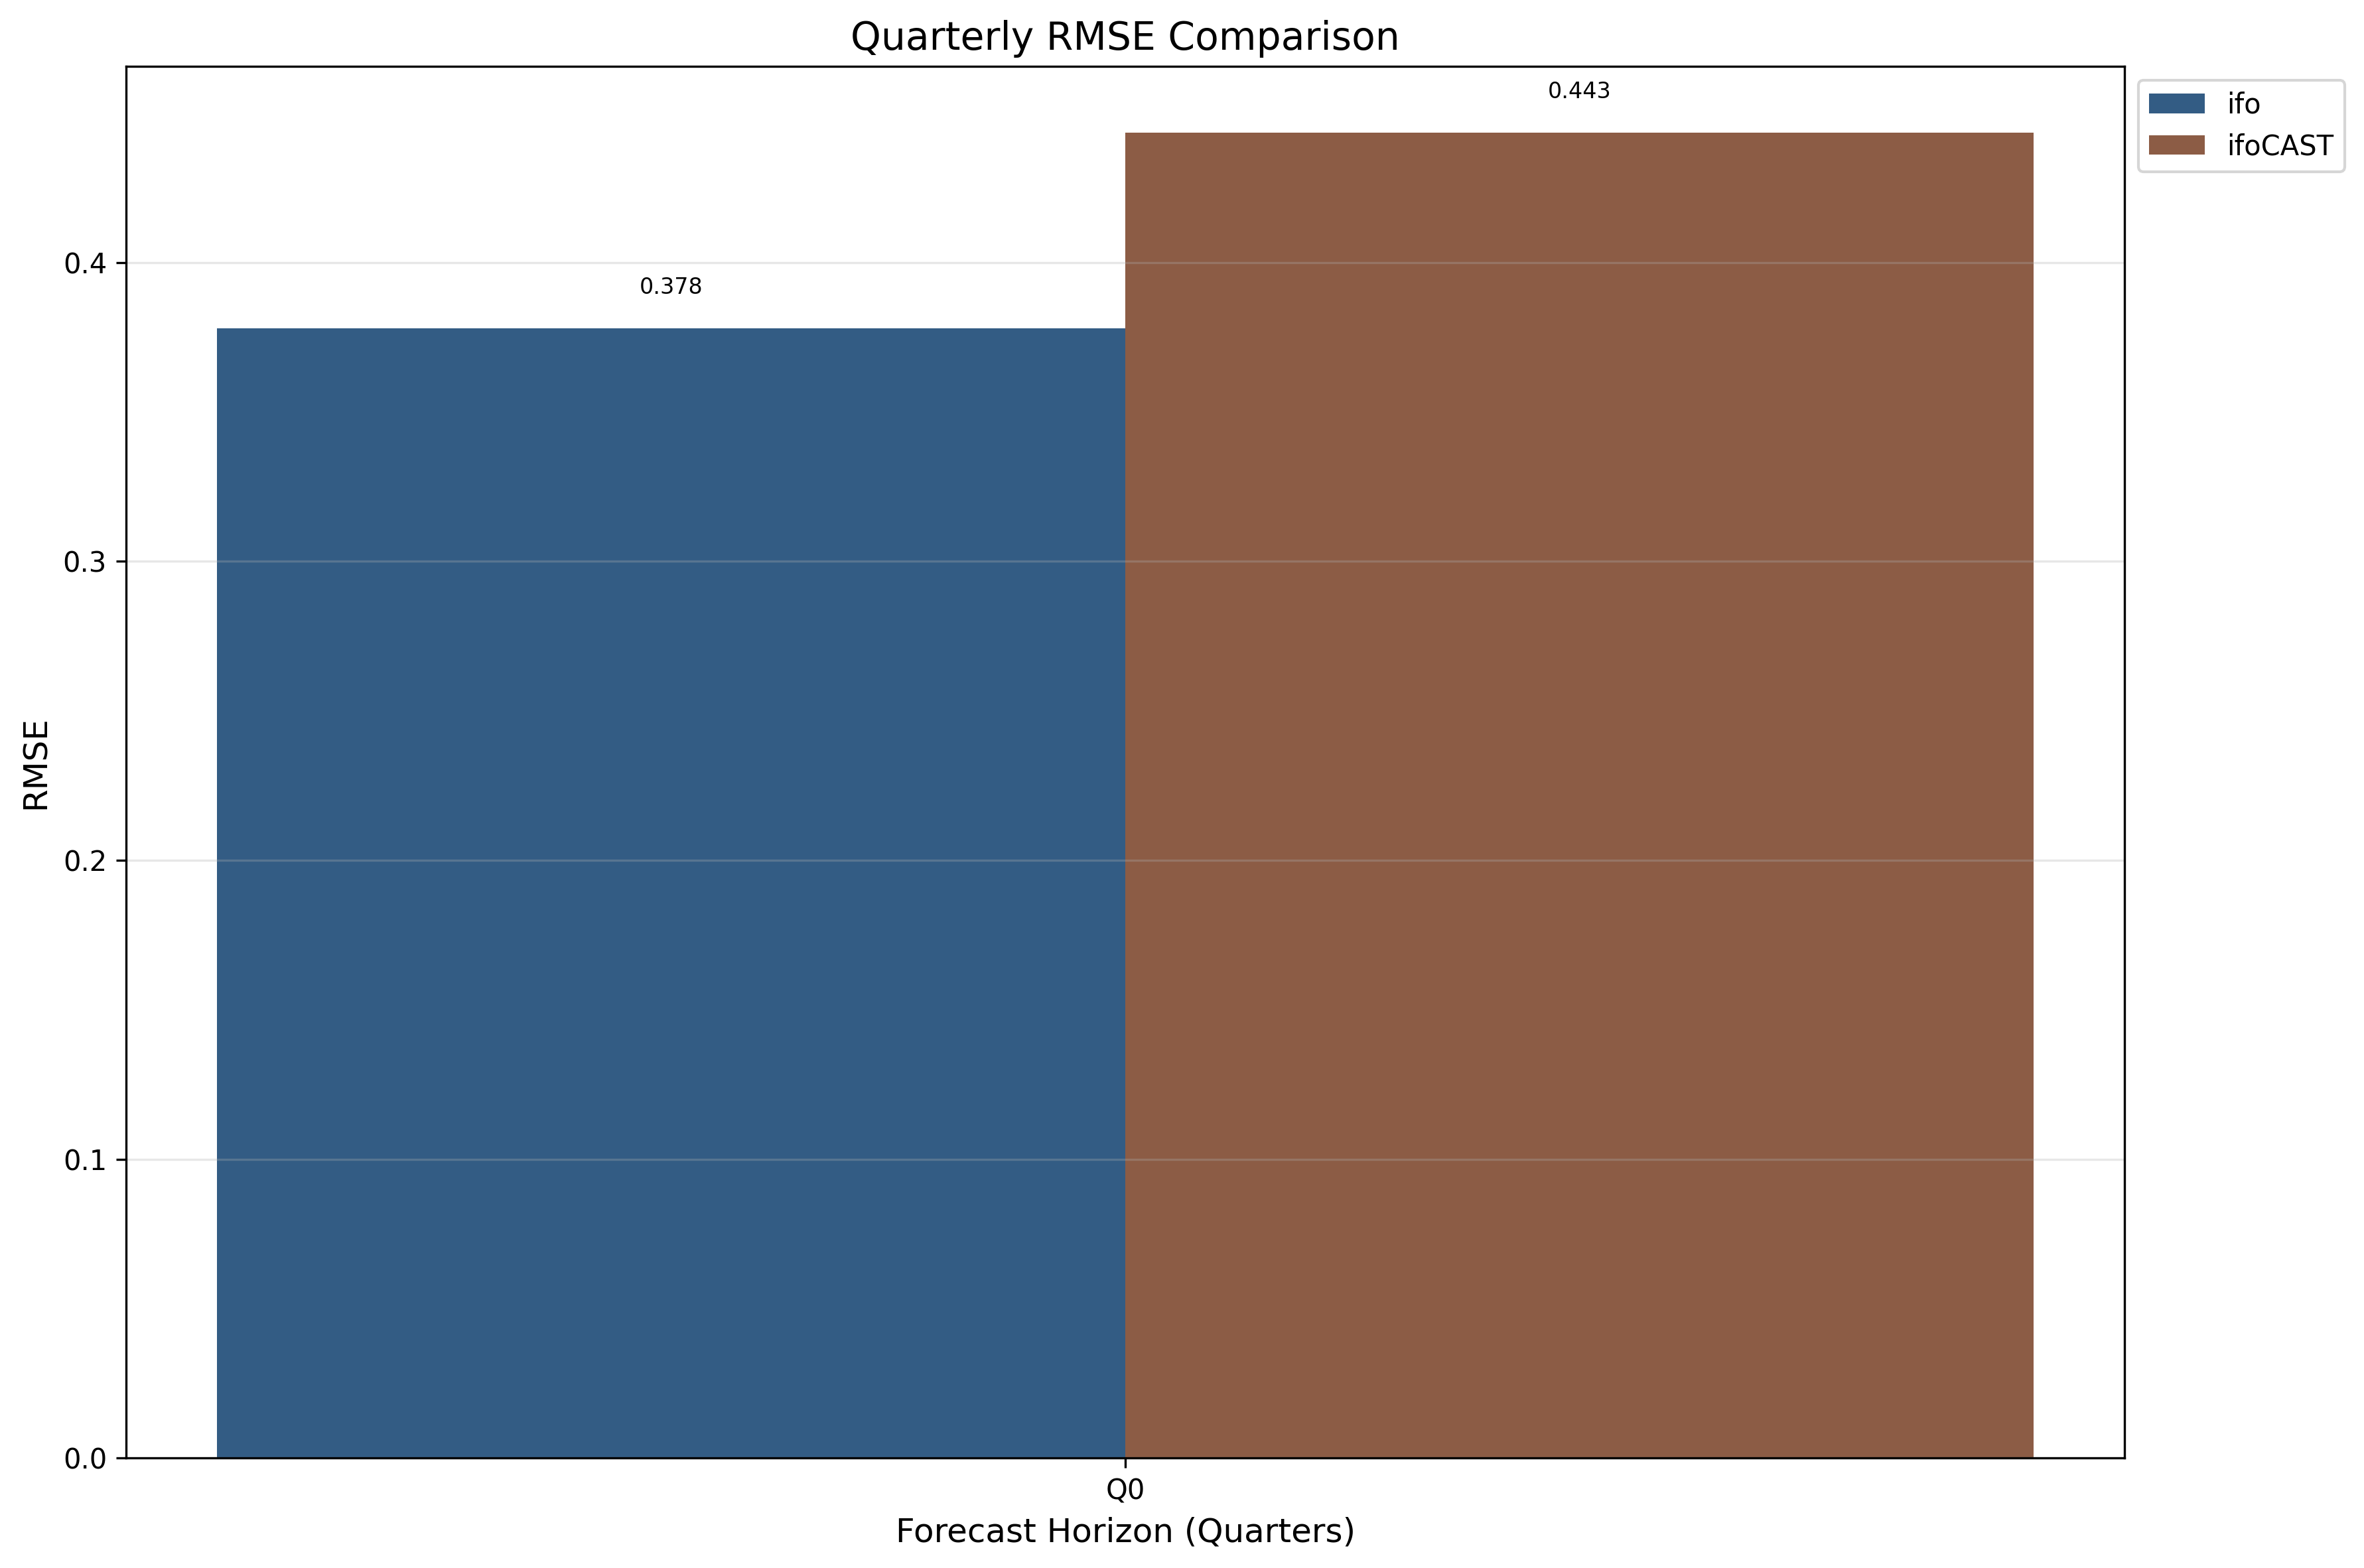 Quarterly RMSE Comparison
0.443
ifo
ifoCAST
0.4
0.378
0.3
RMSE
0.2
0.1
0.0
Q0
Forecast Horizon (Quarters)